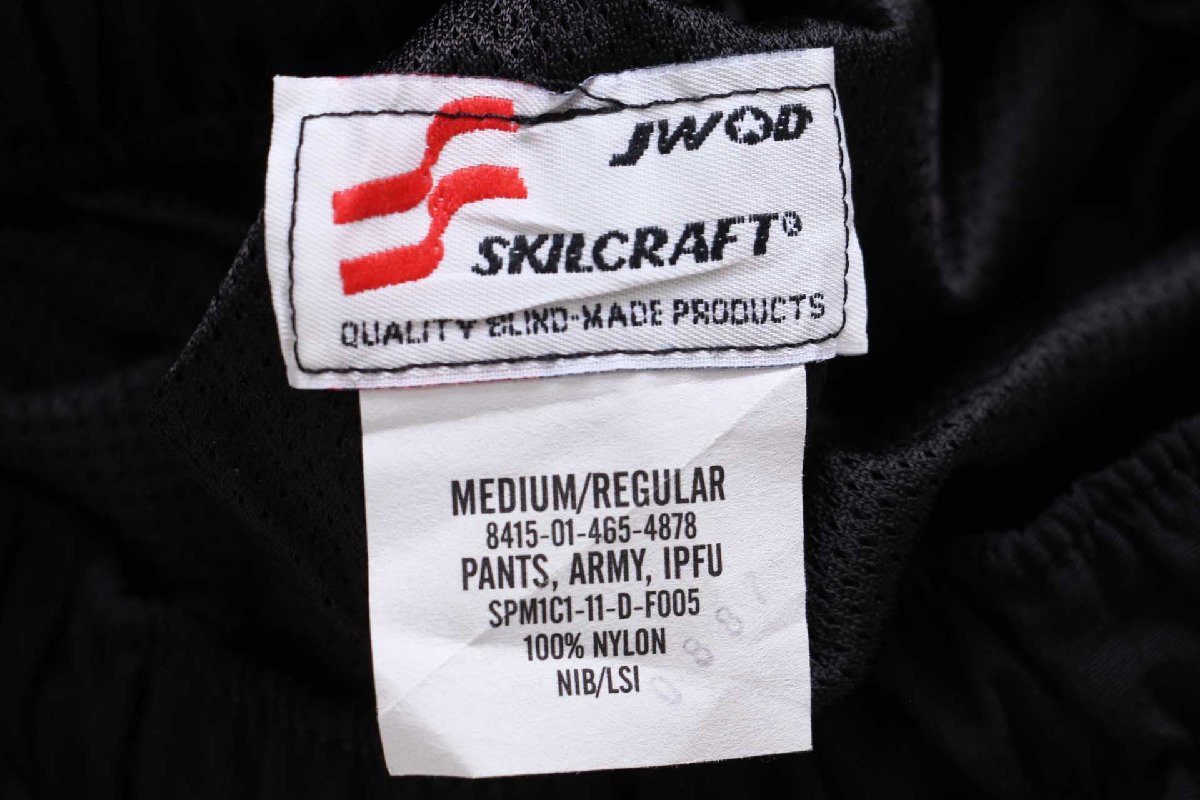 JWOD
SKILCRAFT®
QUALITY BLIND-MADE PRODUCTS
MEDIUM/REGULAR
8415-01-465-4878
PANTS, ARMY, IPFU
SPM1C1-11-D-F005
100% NYLON
NIB/LSI